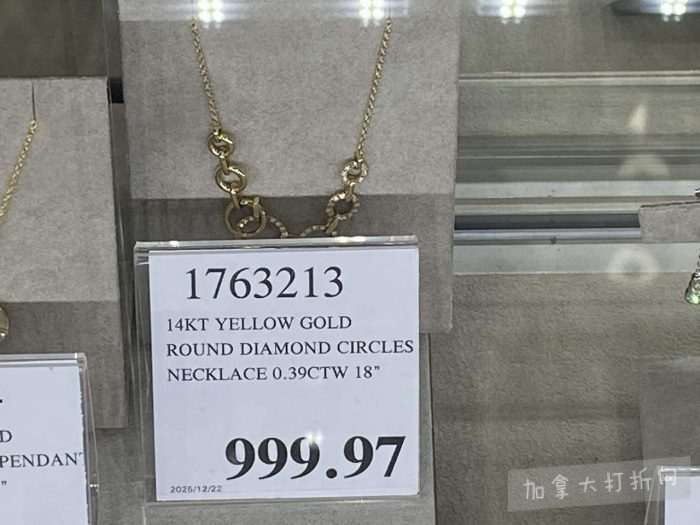 1763213
14KT YELLOW GOLD
ROUND DIAMOND CIRCLES
NECKLACE 0.39CTW 18"
999.97
2025/12/22
D
PENDANT
"
加拿大打折网